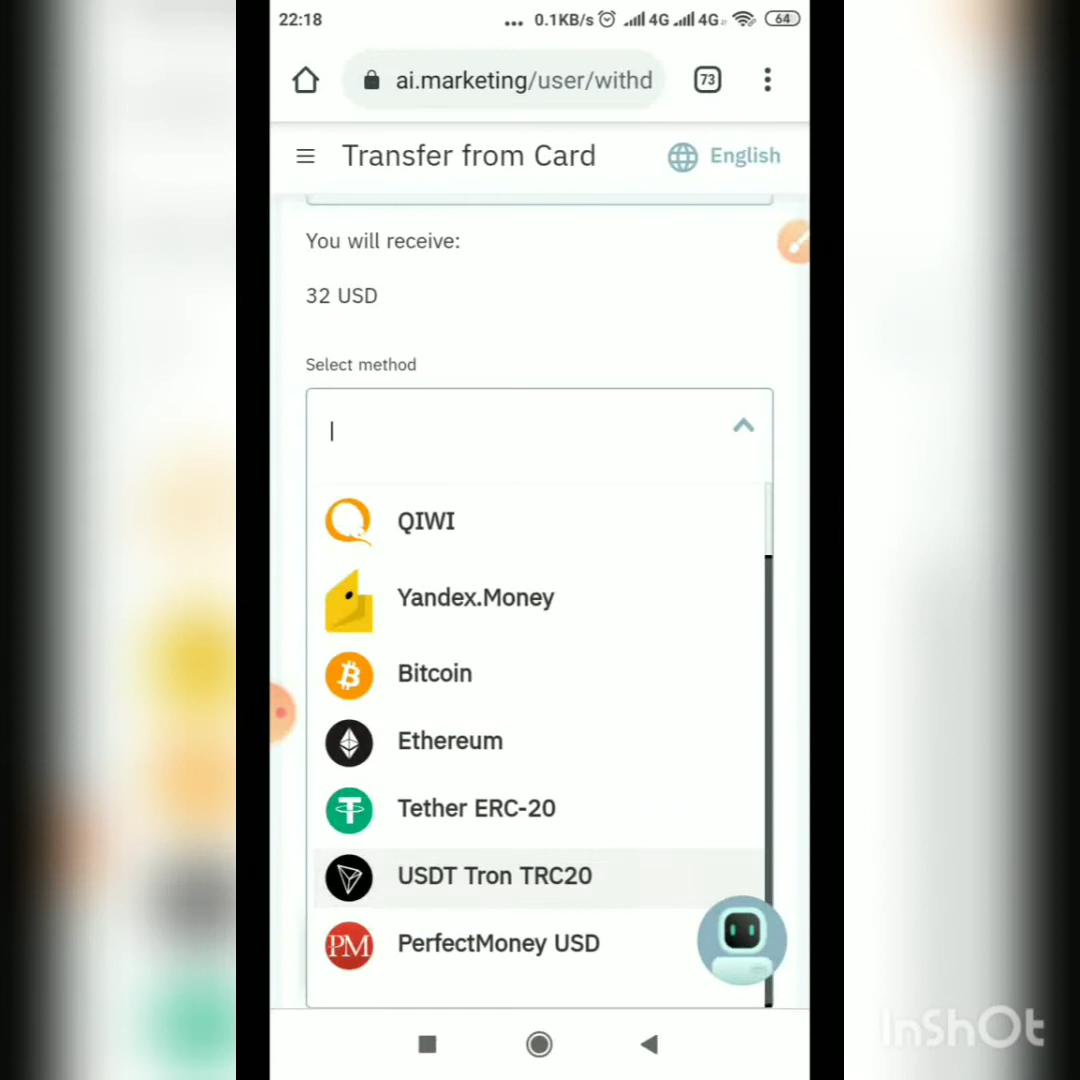 22:18 ... 0.1KB/s 4G 4G 64
ai.marketing/user/withd 73
Transfer from Card English
You will receive:
32 USD
Select method
QIWI
Yandex.Money
Bitcoin
Ethereum
Tether ERC-20
USDT Tron TRC20
PM PerfectMoney USD
InShOt